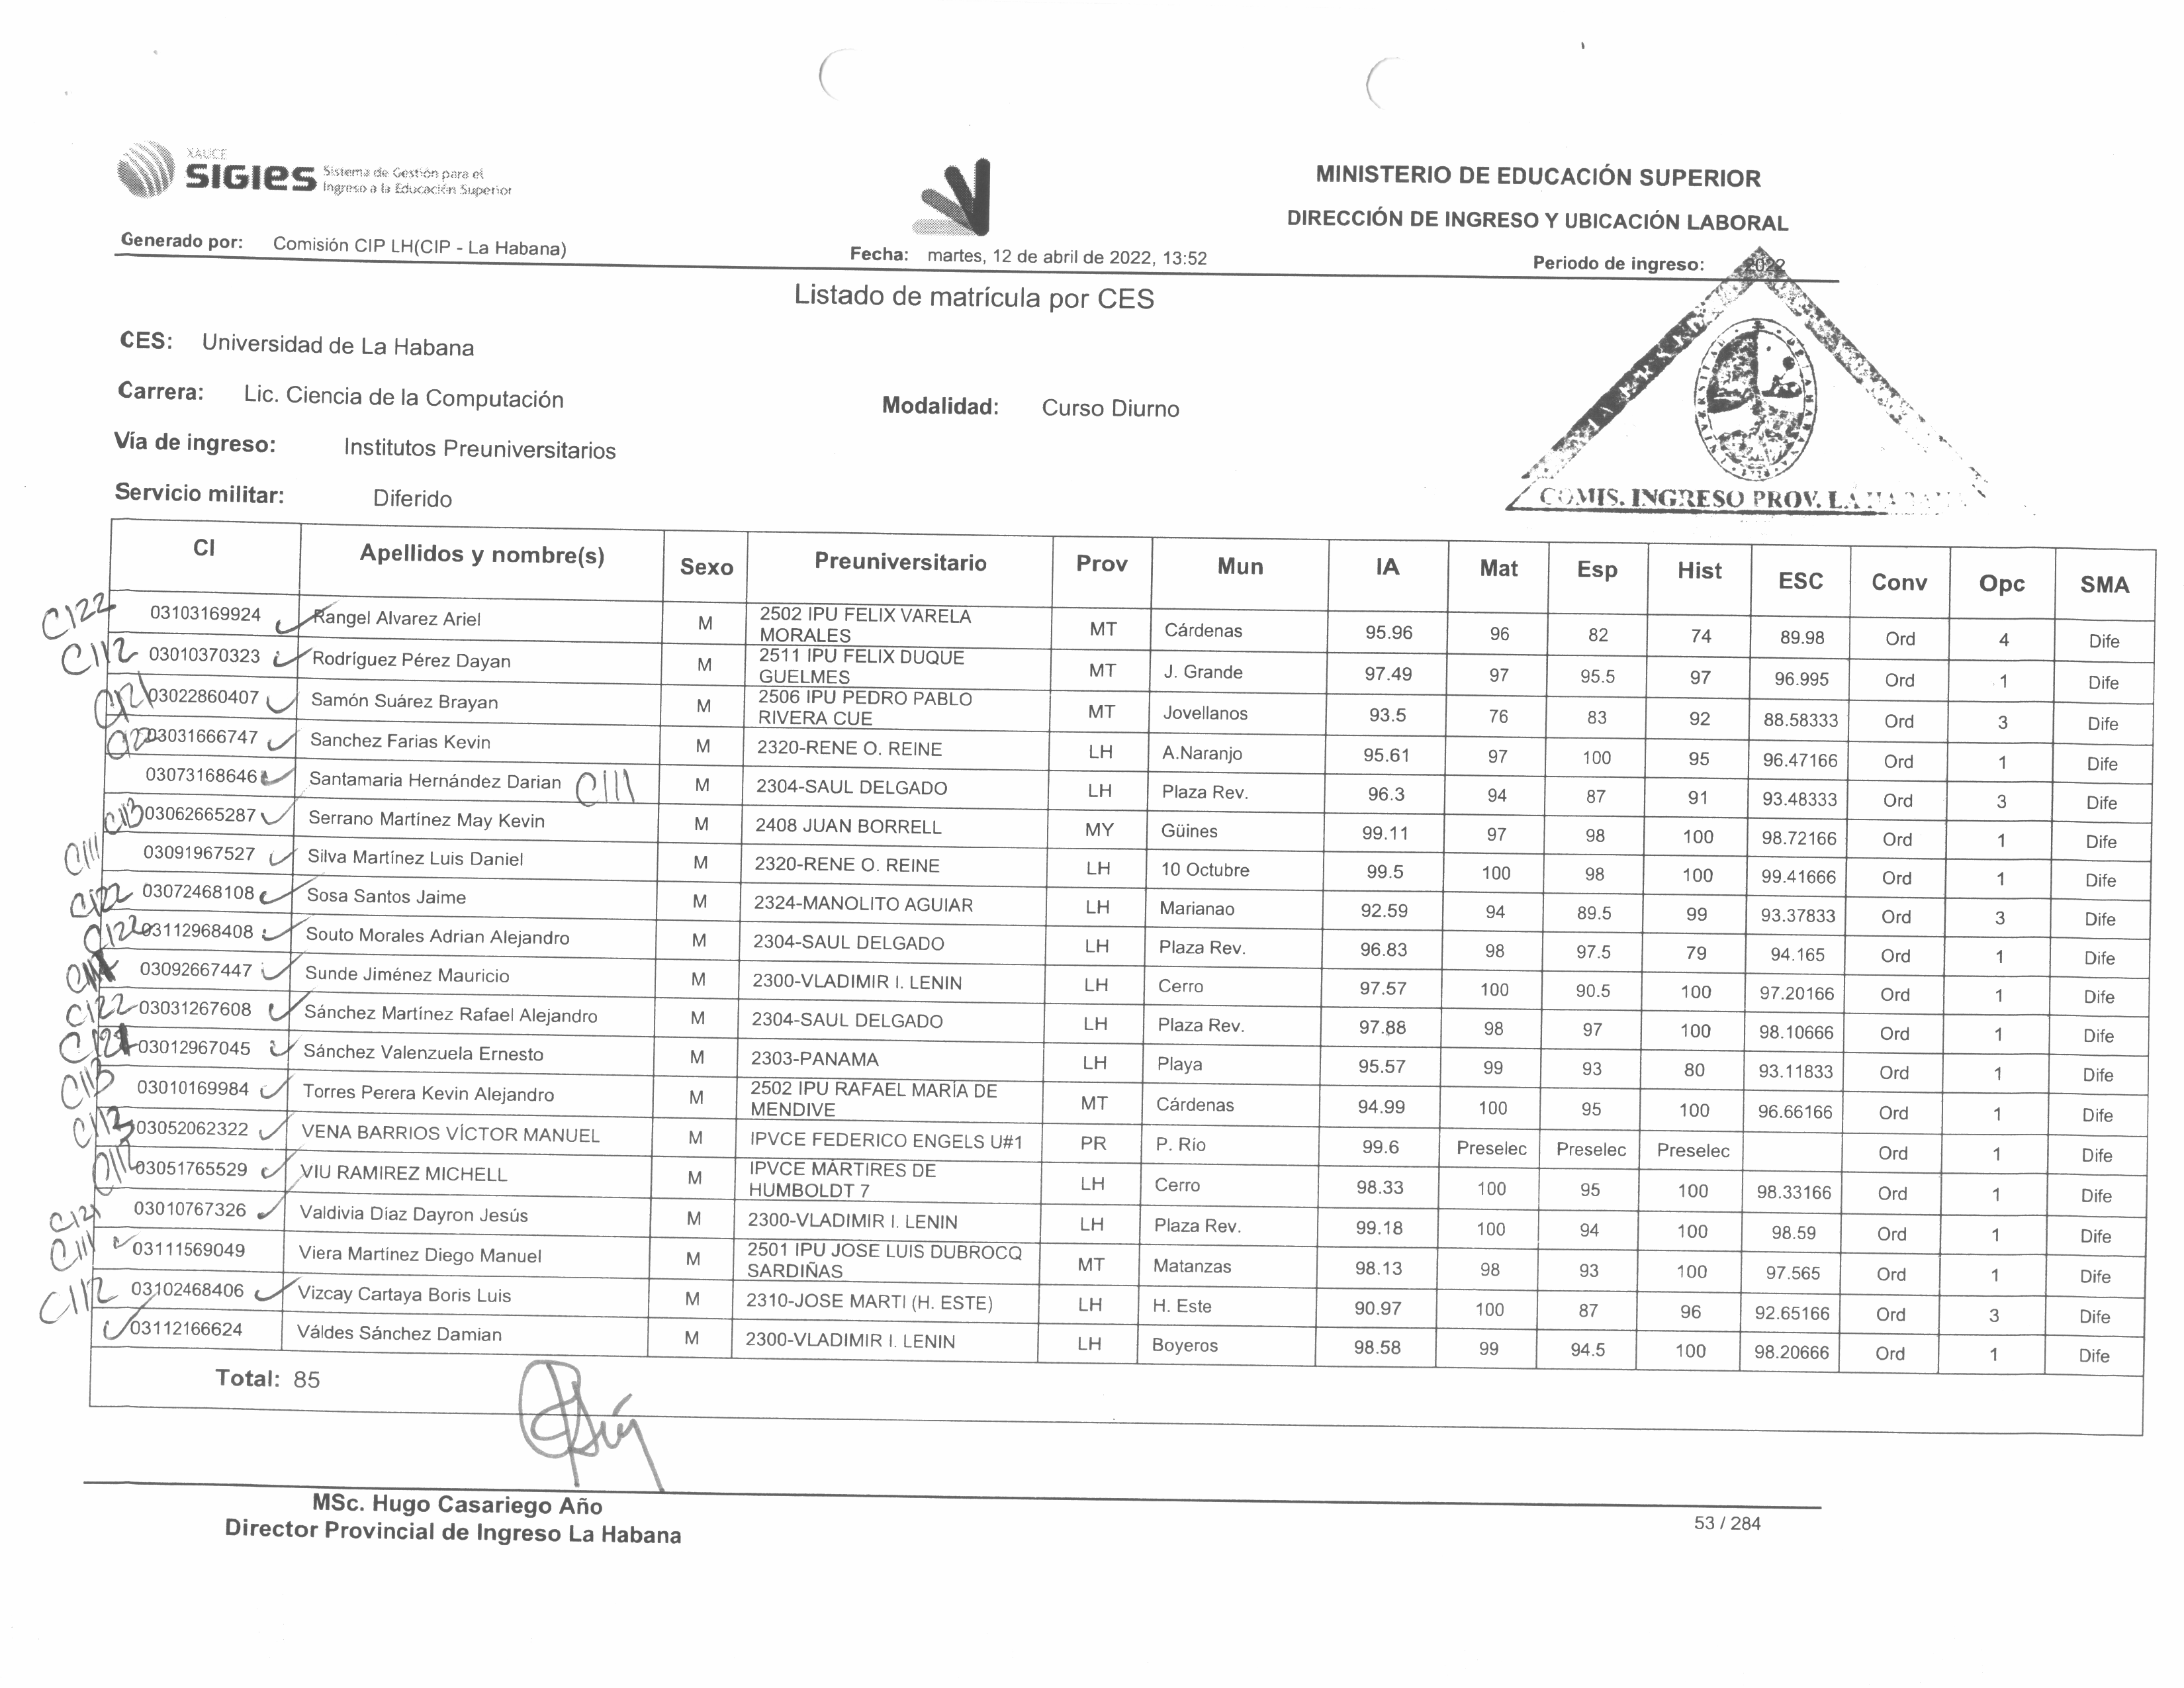 XAUCE
SIGIES Sistema de Gestión para el
Ingreso a la Educación Superior
MINISTERIO DE EDUCACIÓN SUPERIOR
DIRECCIÓN DE INGRESO Y UBICACIÓN LABORAL
Generado por: Comisión CIP LH(CIP - La Habana)
Fecha: martes, 12 de abril de 2022, 13:52
Periodo de ingreso: 2022
Listado de matrícula por CES
CES: Universidad de La Habana
Carrera: Lic. Ciencia de la Computación
Modalidad: Curso Diurno
Vía de ingreso: Institutos Preuniversitarios
Servicio militar: Diferido
COMIS. INGRESO PROV. LA HABANA
CI Apellidos y nombre(s) Sexo Preuniversitario Prov Mun IA Mat Esp Hist ESC Conv Opc SMA
C122 03103169924 Rangel Alvarez Ariel M 2502 IPU FELIX VARELA MORALES MT Cárdenas 95.96 96 82 74 89.98 Ord 4 Dife
C112 03010370323 Rodríguez Pérez Dayan M 2511 IPU FELIX DUQUE GUELMES MT J. Grande 97.49 97 95.5 97 96.995 Ord 1 Dife
C121 03022860407 Samón Suárez Brayan M 2506 IPU PEDRO PABLO RIVERA CUE MT Jovellanos 93.5 76 83 92 88.58333 Ord 3 Dife
03031666747 Sanchez Farias Kevin M 2320-RENE O. REINE LH A.Naranjo 95.61 97 100 95 96.47166 Ord 1 Dife
03073168646 Santamaria Hernández Darian C111 M 2304-SAUL DELGADO LH Plaza Rev. 96.3 94 87 91 93.48333 Ord 3 Dife
C113 03062665287 Serrano Martínez May Kevin M 2408 JUAN BORRELL MY Güines 99.11 97 98 100 98.72166 Ord 1 Dife
C111 03091967527 Silva Martínez Luis Daniel M 2320-RENE O. REINE LH 10 Octubre 99.5 100 98 100 99.41666 Ord 1 Dife
C122 03072468108 Sosa Santos Jaime M 2324-MANOLITO AGUIAR LH Marianao 92.59 94 89.5 99 93.37833 Ord 3 Dife
C122 03112968408 Souto Morales Adrian Alejandro M 2304-SAUL DELGADO LH Plaza Rev. 96.83 98 97.5 79 94.165 Ord 1 Dife
03092667447 Sunde Jiménez Mauricio M 2300-VLADIMIR I. LENIN LH Cerro 97.57 100 90.5 100 97.20166 Ord 1 Dife
C122 03031267608 Sánchez Martínez Rafael Alejandro M 2304-SAUL DELGADO LH Plaza Rev. 97.88 98 97 100 98.10666 Ord 1 Dife
C121 03012967045 Sánchez Valenzuela Ernesto M 2303-PANAMA LH Playa 95.57 99 93 80 93.11833 Ord 1 Dife
C113 03010169984 Torres Perera Kevin Alejandro M 2502 IPU RAFAEL MARÍA DE MENDIVE MT Cárdenas 94.99 100 95 100 96.66166 Ord 1 Dife
C113 03052062322 VENA BARRIOS VÍCTOR MANUEL M IPVCE FEDERICO ENGELS U#1 PR P. Río 99.6 Preselec Preselec Preselec Ord 1 Dife
03051765529 VIU RAMIREZ MICHELL M IPVCE MÁRTIRES DE HUMBOLDT 7 LH Cerro 98.33 100 95 100 98.33166 Ord 1 Dife
C121 03010767326 Valdivia Diaz Dayron Jesús M 2300-VLADIMIR I. LENIN LH Plaza Rev. 99.18 100 94 100 98.59 Ord 1 Dife
C111 03111569049 Viera Martínez Diego Manuel M 2501 IPU JOSE LUIS DUBROCQ SARDIÑAS MT Matanzas 98.13 98 93 100 97.565 Ord 1 Dife
C112 03102468406 Vizcay Cartaya Boris Luis M 2310-JOSE MARTI (H. ESTE) LH H. Este 90.97 100 87 96 92.65166 Ord 3 Dife
03112166624 Váldes Sánchez Damian M 2300-VLADIMIR I. LENIN LH Boyeros 98.58 99 94.5 100 98.20666 Ord 1 Dife
Total: 85
MSc. Hugo Casariego Año
Director Provincial de Ingreso La Habana
53 / 284